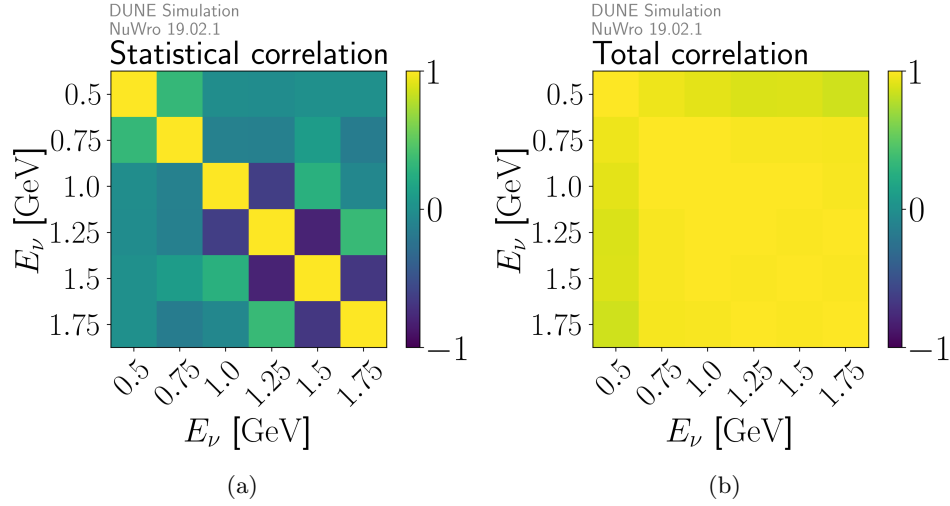 DUNE Simulation
NuWro 19.02.1
Statistical correlation
0.5
0.75
1.0
1.25
1.5
1.75
E_ν [GeV]
0.5
0.75
1.0
1.25
1.5
1.75
E_ν [GeV]
1
0
−1
(a)
DUNE Simulation
NuWro 19.02.1
Total correlation
0.5
0.75
1.0
1.25
1.5
1.75
E_ν [GeV]
0.5
0.75
1.0
1.25
1.5
1.75
E_ν [GeV]
1
0
−1
(b)